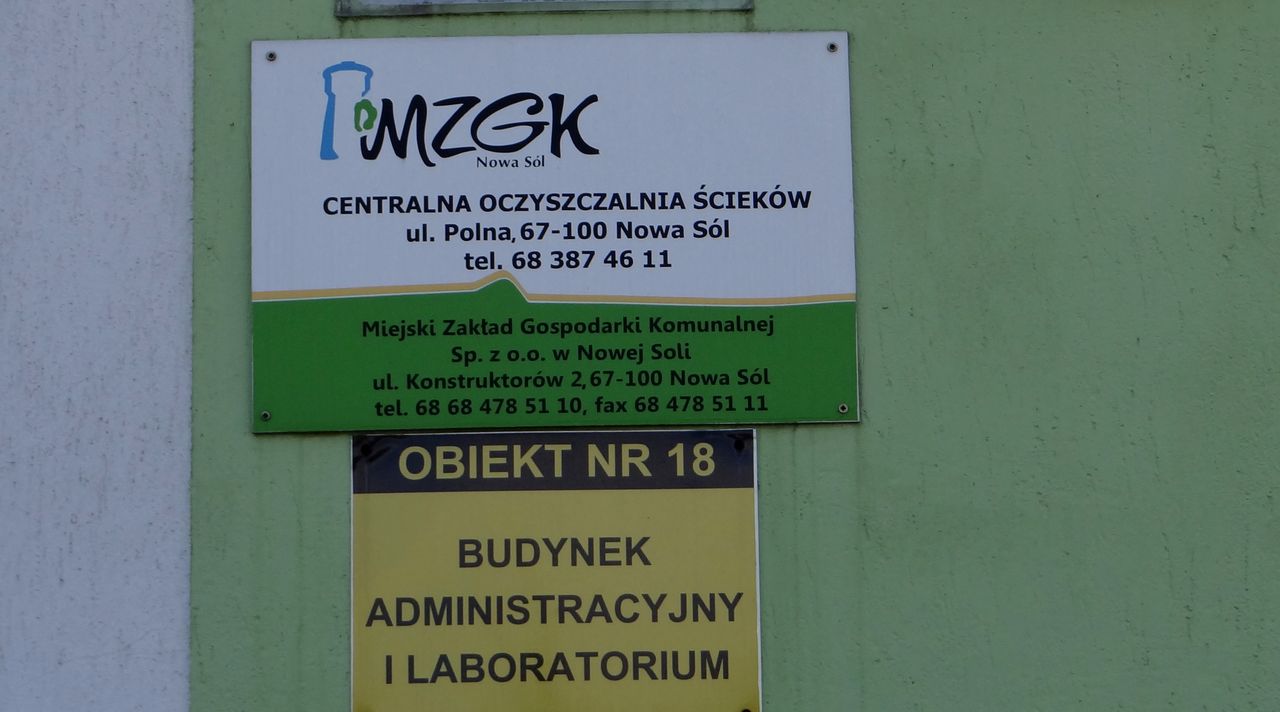 MZGK
Nowa Sól
CENTRALNA OCZYSZCZALNIA ŚCIEKÓW
ul. Polna, 67-100 Nowa Sól
tel. 68 387 46 11
Miejski Zakład Gospodarki Komunalnej
Sp. z o.o. w Nowej Soli
ul. Konstruktorów 2, 67-100 Nowa Sól
tel. 68 68 478 51 10, fax 68 478 51 11
OBIEKT NR 18
BUDYNEK
ADMINISTRACYJNY
I LABORATORIUM